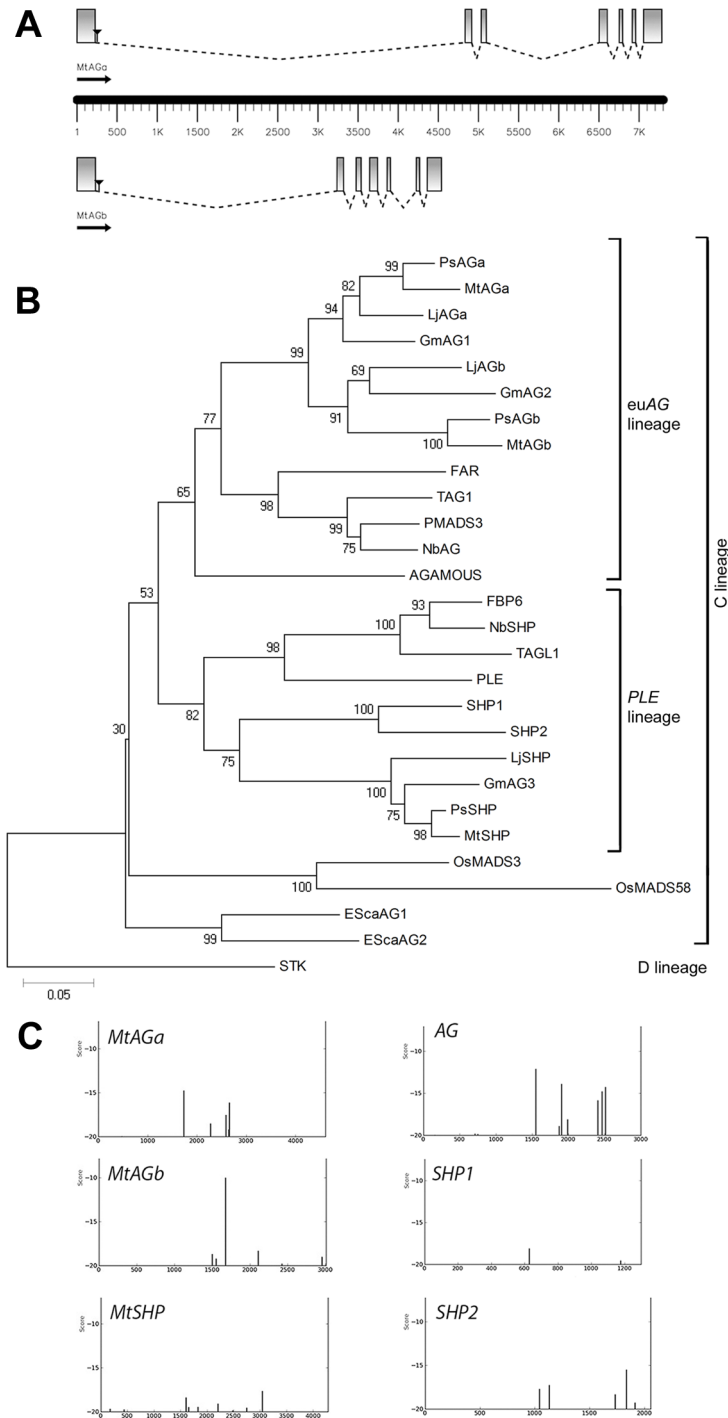 A
MtAGa
1 500 1K 1500 2K 2500 3K 3500 4K 4500 5K 5500 6K 6500 7K
MtAGb
B
PsAGa
99
MtAGa
82
LjAGa
94
GmAG1
99
LjAGb
69
GmAG2
91
PsAGb
100
MtAGb
77
FAR
98
TAG1
99
PMADS3
75
NbAG
65
AGAMOUS
euAG
lineage
53
FBP6
93
NbSHP
100
TAGL1
98
PLE
82
SHP1
100
SHP2
75
LjSHP
100
GmAG3
75
PsSHP
98
MtSHP
PLE
lineage
30
OsMADS3
100
OsMADS58
EScaAG1
99
EScaAG2
C lineage
STK
D lineage
0.05
C
MtAGa
Score
-10
-15
-20
0 1000 2000 3000 4000
AG
Score
-10
-15
-20
0 500 1000 1500 2000 2500 3000
MtAGb
Score
-10
-15
-20
0 500 1000 1500 2000 2500 3000
SHP1
Score
-10
-15
-20
0 200 400 600 800 1000 1200
MtSHP
Score
-10
-15
-20
0 500 1000 1500 2000 2500 3000 3500 4000
SHP2
Score
-10
-15
-20
0 500 1000 1500 2000